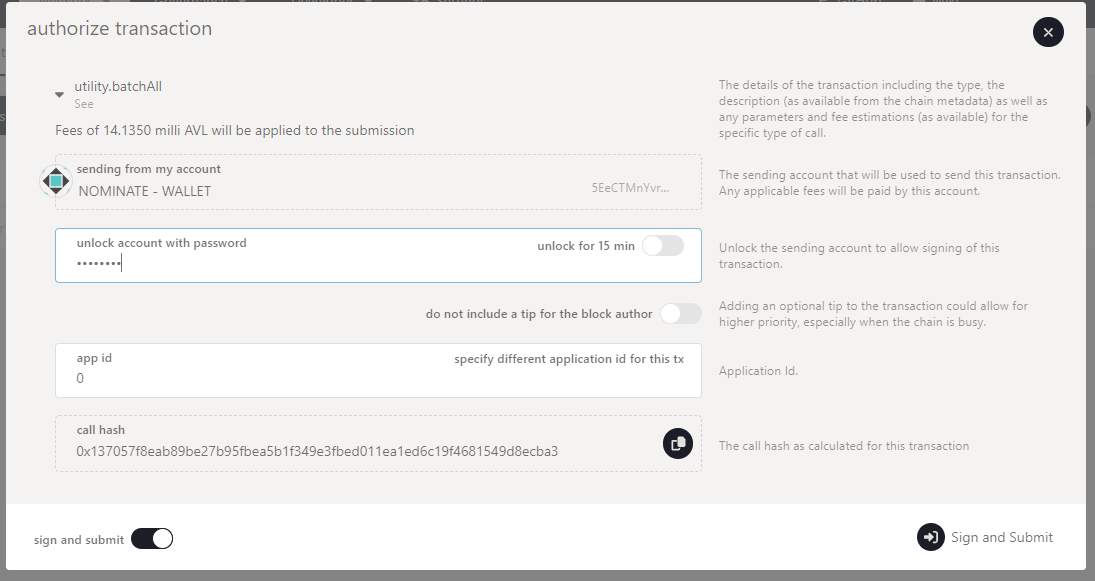 authorize transaction
utility.batchAll
See
Fees of 14.1350 milli AVL will be applied to the submission
The details of the transaction including the type, the
description (as available from the chain metadata) as well as
any parameters and fee estimations (as available) for the
specific type of call.
sending from my account
NOMINATE - WALLET
5EeCTMnYvr...
The sending account that will be used to send this transaction.
Any applicable fees will be paid by this account.
unlock account with password
unlock for 15 min
••••••••
Unlock the sending account to allow signing of this
transaction.
do not include a tip for the block author
Adding an optional tip to the transaction could allow for
higher priority, especially when the chain is busy.
app id
specify different application id for this tx
0
Application Id.
call hash
0x137057f8eab89be27b95fbea5b1f349e3fbed011ea1ed6c19f4681549d8ecba3
The call hash as calculated for this transaction
sign and submit
Sign and Submit